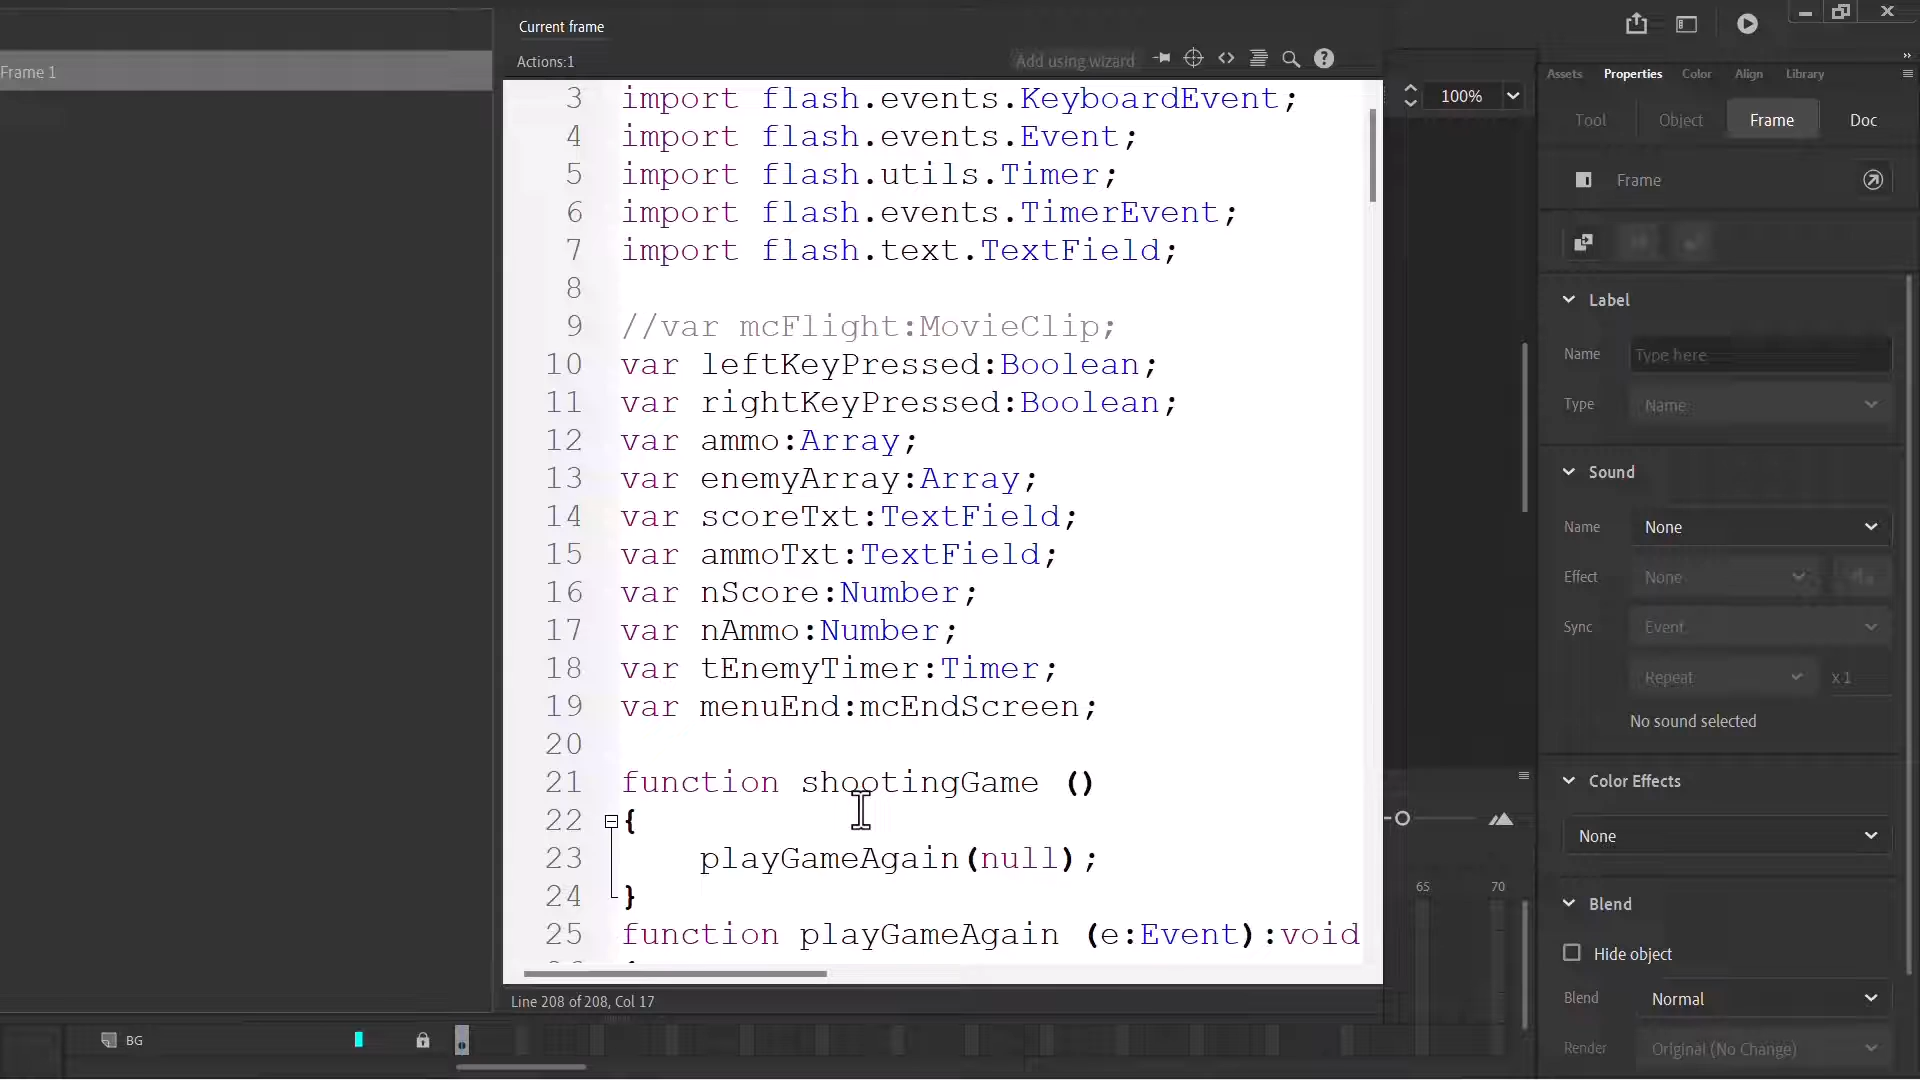 Current frame
Actions:1
Add using wizard
Frame 1
3 import flash.events.KeyboardEvent;
4 import flash.events.Event;
5 import flash.utils.Timer;
6 import flash.events.TimerEvent;
7 import flash.text.TextField;
8
9 //var mcFlight:MovieClip;
10 var leftKeyPressed:Boolean;
11 var rightKeyPressed:Boolean;
12 var ammo:Array;
13 var enemyArray:Array;
14 var scoreTxt:TextField;
15 var ammoTxt:TextField;
16 var nScore:Number;
17 var nAmmo:Number;
18 var tEnemyTimer:Timer;
19 var menuEnd:mcEndScreen;
20
21 function shootingGame ()
22 {
23 playGameAgain(null);
24 }
25 function playGameAgain (e:Event):void
Line 208 of 208, Col 17
BG
100%
65 70
Assets Properties Color Align Library
Tool Object Frame Doc
Frame
Label
Name Type here
Type Name
Sound
Name None
Effect None
Sync Event
Repeat x 1
No sound selected
Color Effects
None
Blend
Hide object
Blend Normal
Render Original (No Change)